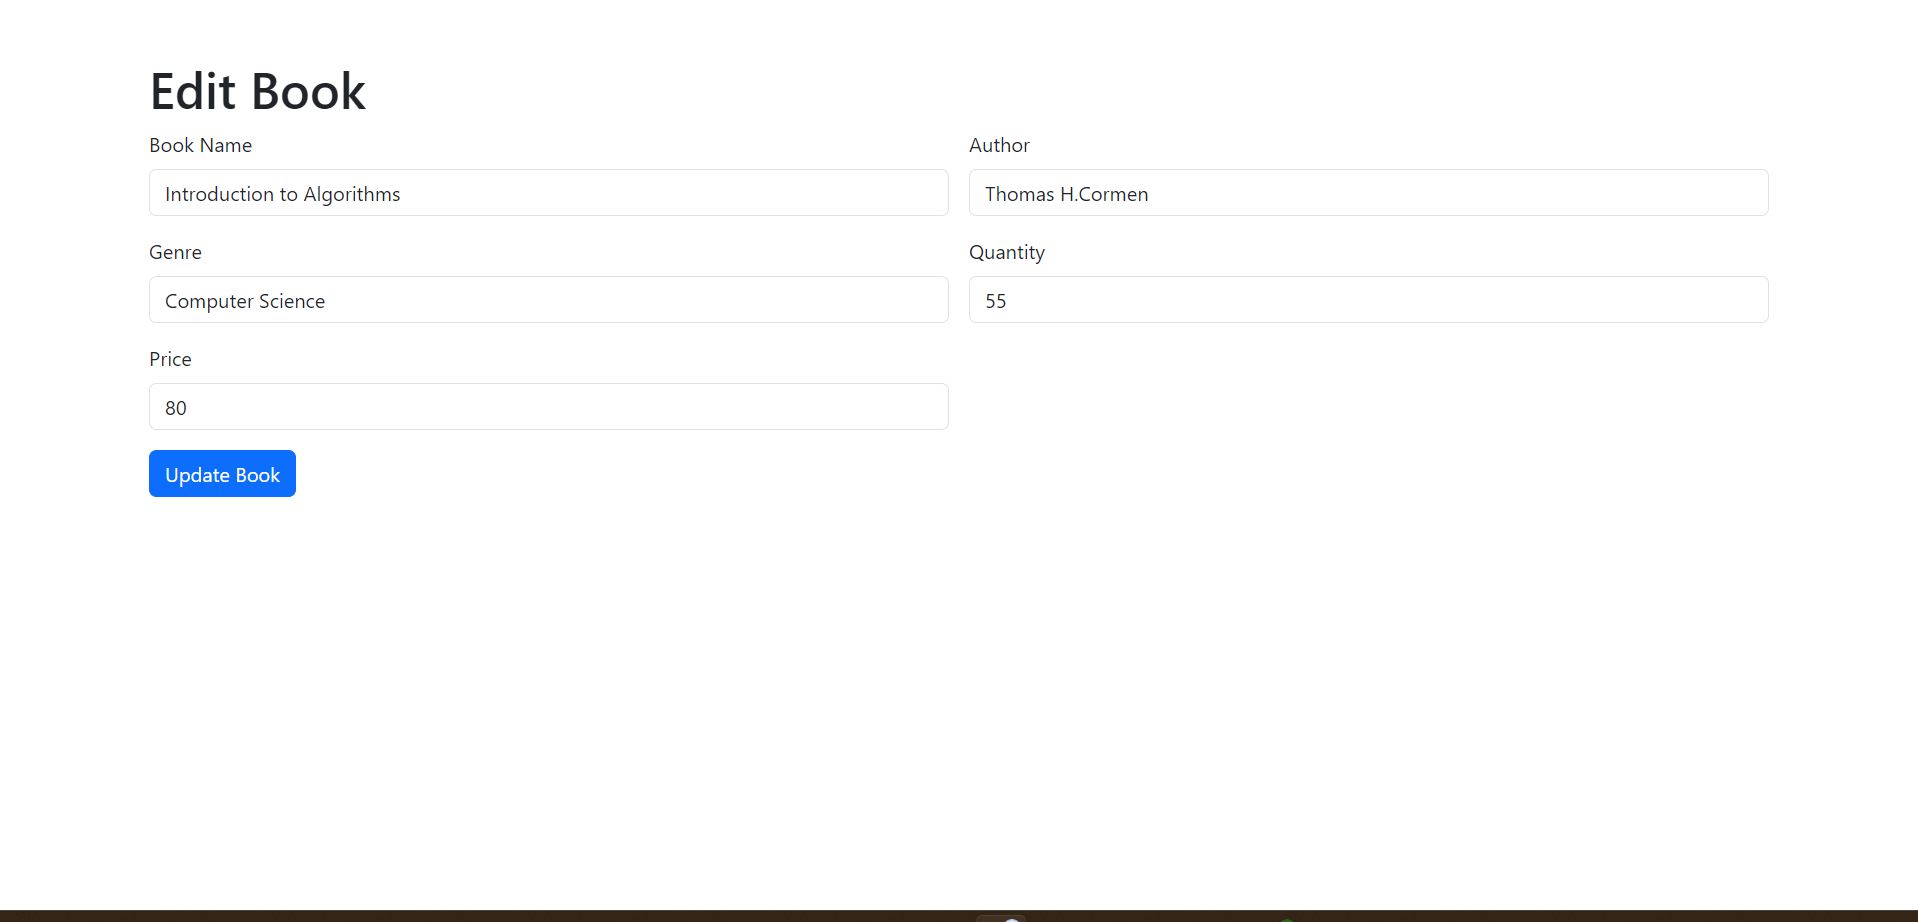 Edit Book
Book Name
Author
Introduction to Algorithms
Thomas H.Cormen
Genre
Quantity
Computer Science
55
Price
80
Update Book